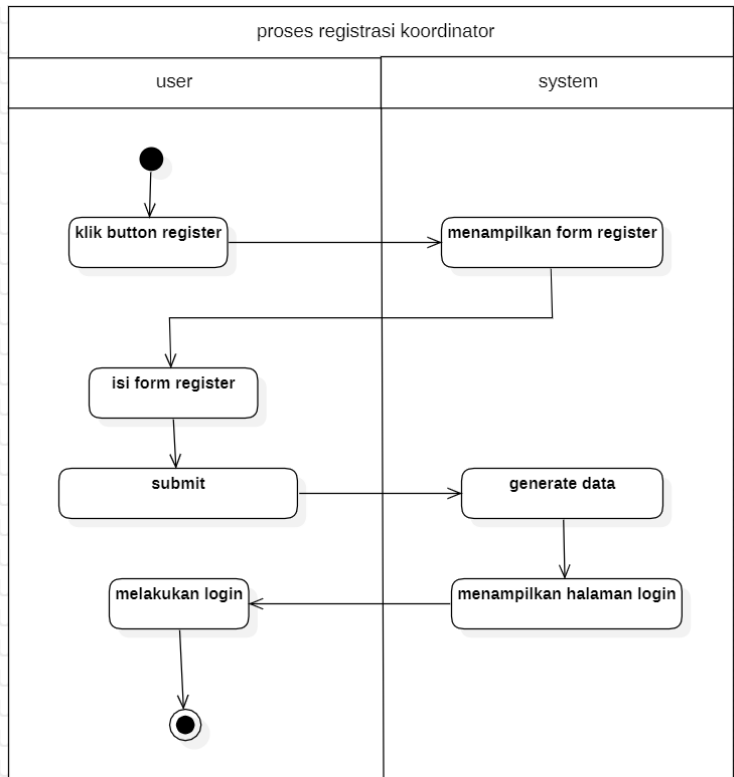 proses registrasi koordinator
user
system
klik button register
menampilkan form register
isi form register
submit
generate data
melakukan login
menampilkan halaman login